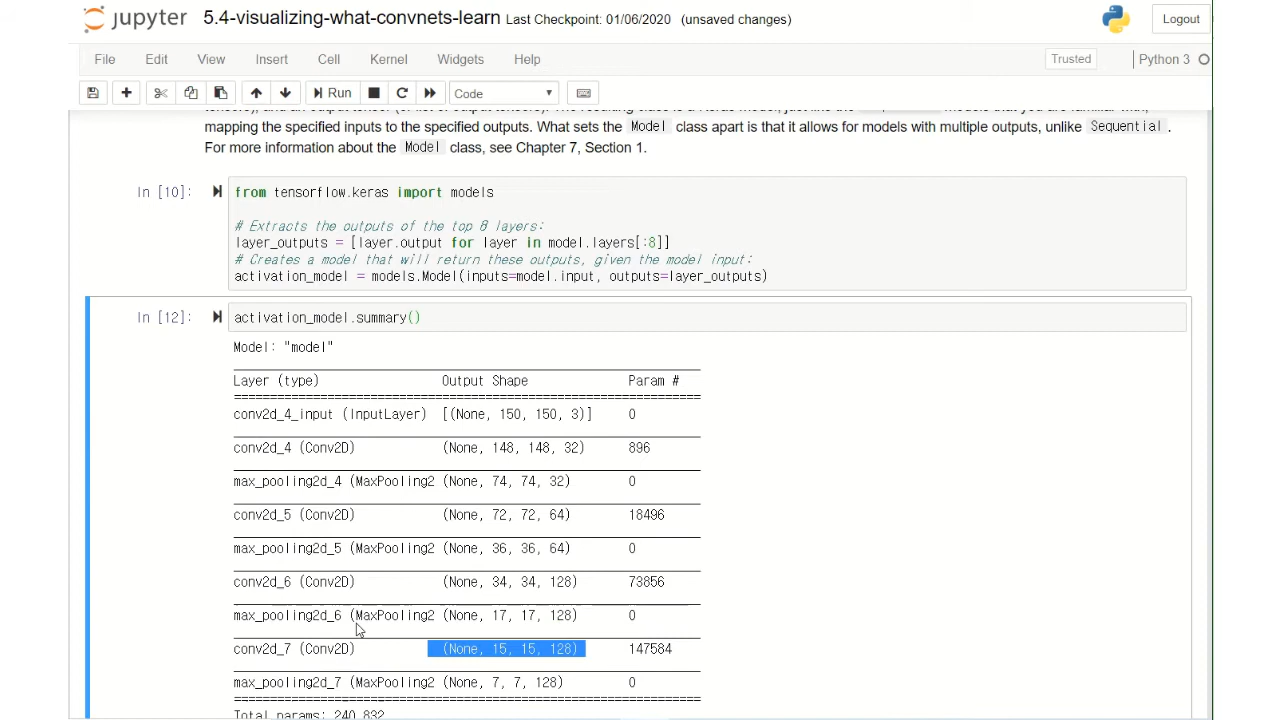 jupyter 5.4-visualizing-what-convnets-learn Last Checkpoint: 01/06/2020 (unsaved changes) Logout
File Edit View Insert Cell Kernel Widgets Help Trusted Python 3
Run Code
mapping the specified inputs to the specified outputs. What sets the Model class apart is that it allows for models with multiple outputs, unlike Sequential .
For more information about the Model class, see Chapter 7, Section 1.
In [10]: from tensorflow.keras import models
# Extracts the outputs of the top 8 layers:
layer_outputs = [layer.output for layer in model.layers[:8]]
# Creates a model that will return these outputs, given the model input:
activation_model = models.Model(inputs=model.input, outputs=layer_outputs)
In [12]: activation_model.summary()
Model: "model"
Layer (type) Output Shape Param #
=================================================================
conv2d_4_input (InputLayer) [(None, 150, 150, 3)] 0
conv2d_4 (Conv2D) (None, 148, 148, 32) 896
max_pooling2d_4 (MaxPooling2 (None, 74, 74, 32) 0
conv2d_5 (Conv2D) (None, 72, 72, 64) 18496
max_pooling2d_5 (MaxPooling2 (None, 36, 36, 64) 0
conv2d_6 (Conv2D) (None, 34, 34, 128) 73856
max_pooling2d_6 (MaxPooling2 (None, 17, 17, 128) 0
conv2d_7 (Conv2D) (None, 15, 15, 128) 147584
max_pooling2d_7 (MaxPooling2 (None, 7, 7, 128) 0
=================================================================
Total params: 240,832